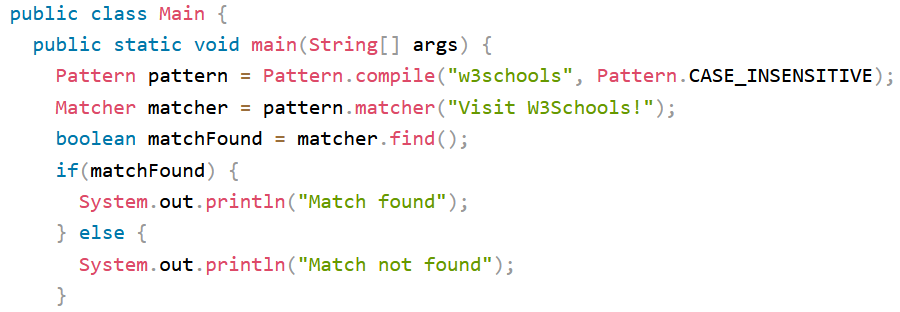 public class Main {
  public static void main(String[] args) {
    Pattern pattern = Pattern.compile("w3schools", Pattern.CASE_INSENSITIVE);
    Matcher matcher = pattern.matcher("Visit W3Schools!");
    boolean matchFound = matcher.find();
    if(matchFound) {
      System.out.println("Match found");
    } else {
      System.out.println("Match not found");
    }